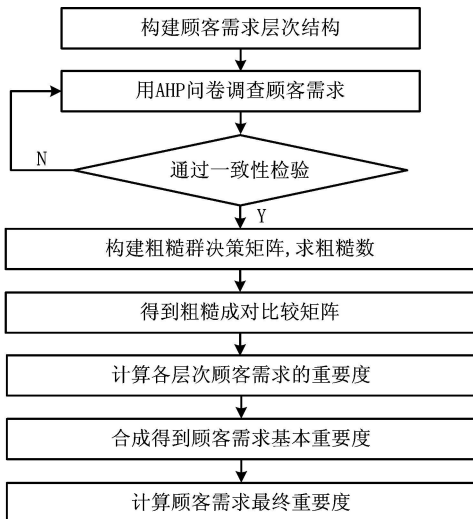 构建顾客需求层次结构
用AHP问卷调查顾客需求
N
通过一致性检验
Y
构建粗糙群决策矩阵,求粗糙数
得到粗糙成对比较矩阵
计算各层次顾客需求的重要度
合成得到顾客需求基本重要度
计算顾客需求最终重要度